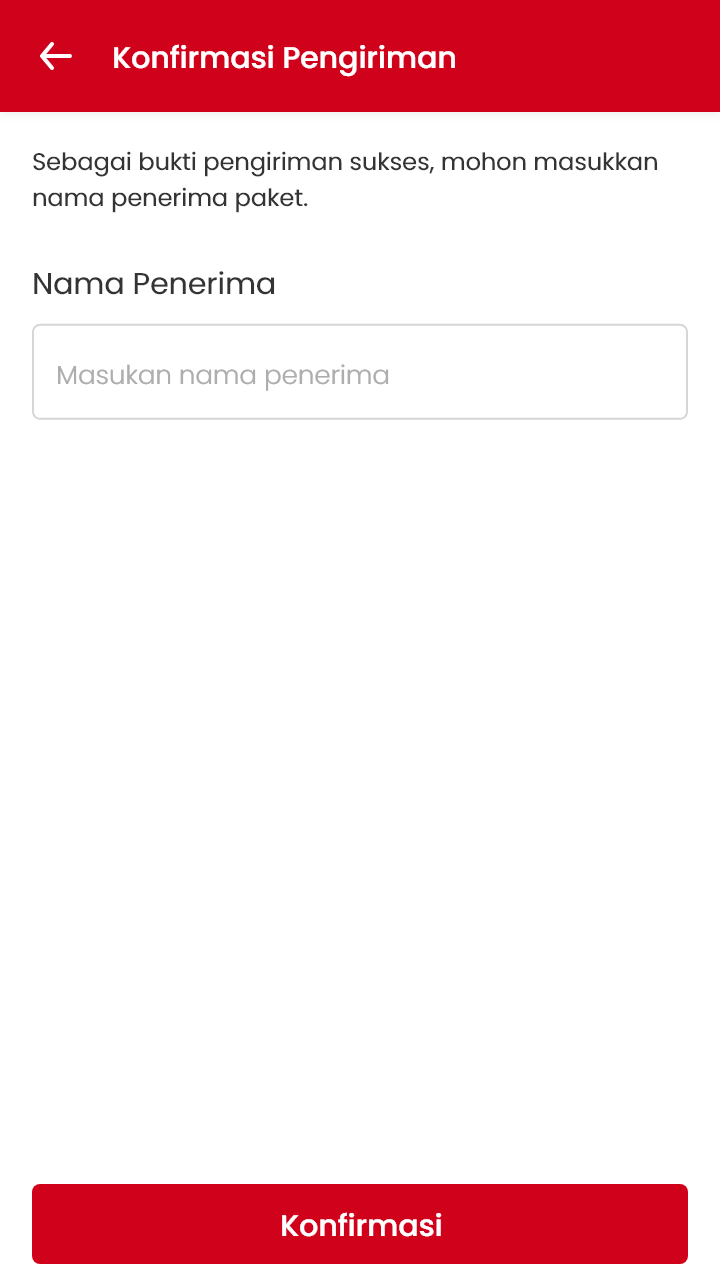 Konfirmasi Pengiriman
Sebagai bukti pengiriman sukses, mohon masukkan
nama penerima paket.
Nama Penerima
Masukan nama penerima
Konfirmasi